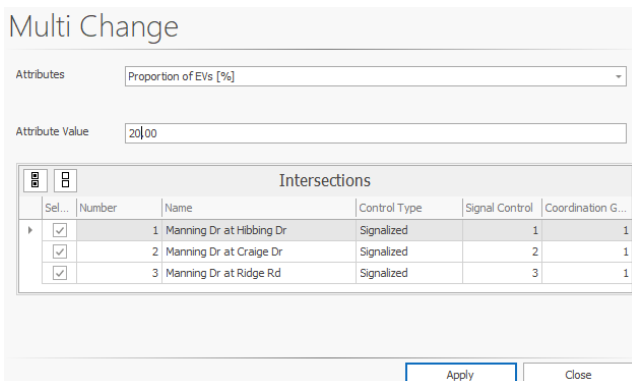 Multi Change
Attributes Proportion of EVs [%]
Attribute Value 20.00
Intersections
Sel... Number Name Control Type Signal Control Coordination G...
1 Manning Dr at Hibbing Dr Signalized 1 1
2 Manning Dr at Craige Dr Signalized 2 1
3 Manning Dr at Ridge Rd Signalized 3 1
Apply Close